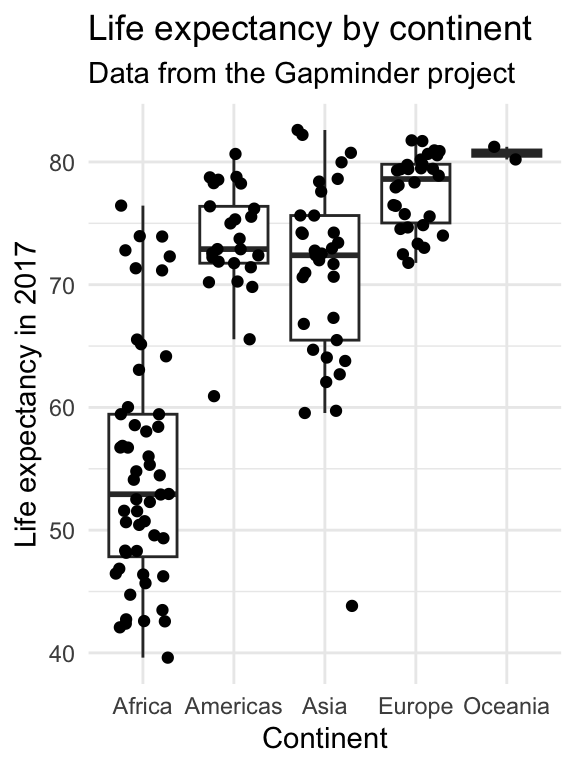 Life expectancy by continent
Data from the Gapminder project
Life expectancy in 2017
80
70
60
50
40
Africa Americas Asia Europe Oceania
Continent